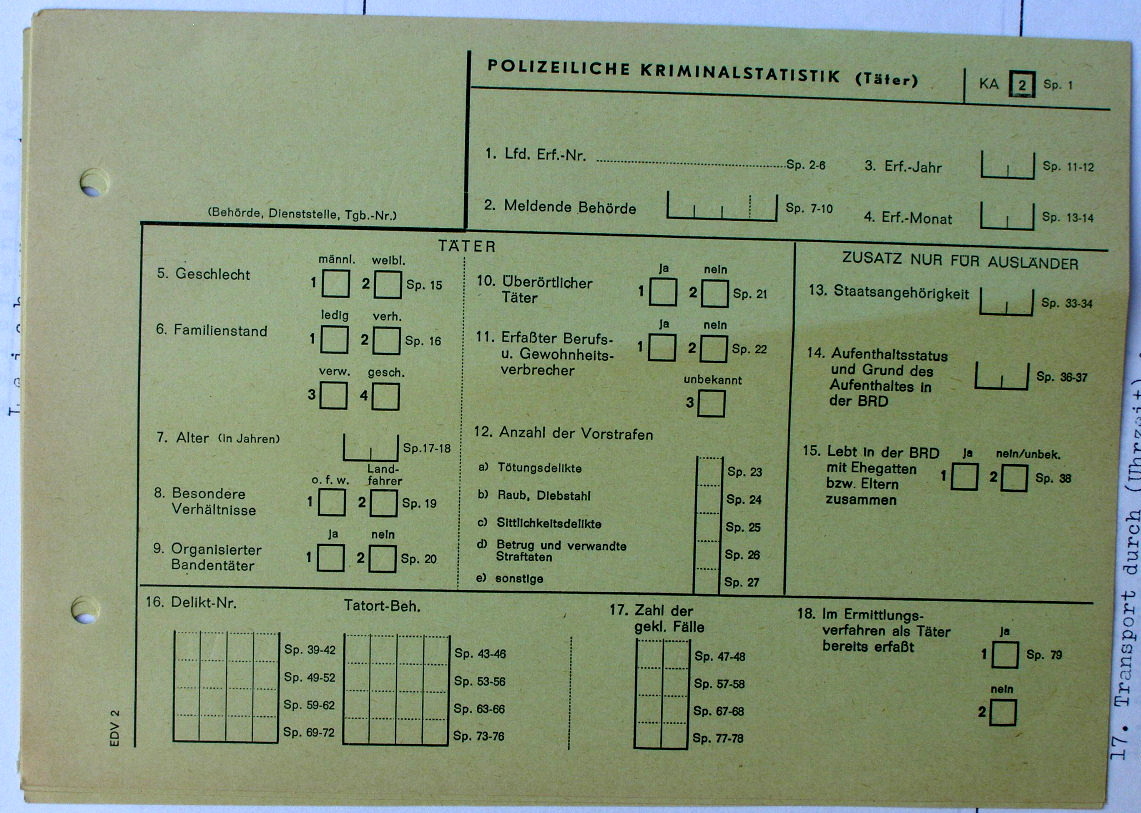 POLIZEILICHE KRIMINALSTATISTIK (Täter)
KA 2 Sp. 1
1. Lfd. Erf.-Nr. Sp. 2-6
3. Erf.-Jahr Sp. 11-12
2. Meldende Behörde Sp. 7-10
4. Erf.-Monat Sp. 13-14
(Behörde, Dienststelle, Tgb.-Nr.)
TÄTER
5. Geschlecht
männl. weibl.
1 2 Sp. 15
6. Familienstand
ledig verh.
1 2 Sp. 16
verw. gesch.
3 4
7. Alter (in Jahren) Sp.17-18
8. Besondere
Verhältnisse
o. f. w. Land-
fahrer
1 2 Sp. 19
9. Organisierter
Bandentäter
ja nein
1 2 Sp. 20
10. Überörtlicher
Täter
ja nein
1 2 Sp. 21
11. Erfaßter Berufs-
u. Gewohnheits-
verbrecher
ja nein
1 2 Sp. 22
unbekannt
3
12. Anzahl der Vorstrafen
a) Tötungsdelikte Sp. 23
b) Raub, Diebstahl Sp. 24
c) Sittlichkeitsdelikte Sp. 25
d) Betrug und verwandte
Straftaten Sp. 26
e) sonstige Sp. 27
ZUSATZ NUR FÜR AUSLÄNDER
13. Staatsangehörigkeit Sp. 33-34
14. Aufenthaltsstatus
und Grund des
Aufenthaltes in
der BRD
Sp. 36-37
15. Lebt in der BRD
mit Ehegatten
bzw. Eltern
zusammen
ja nein/unbek.
1 2 Sp. 38
16. Delikt-Nr. Tatort-Beh.
Sp. 39-42 Sp. 43-46
Sp. 49-52 Sp. 53-56
Sp. 59-62 Sp. 63-66
Sp. 69-72 Sp. 73-76
17. Zahl der
gekl. Fälle
Sp. 47-48
Sp. 57-58
Sp. 67-68
Sp. 77-78
18. Im Ermittlungs-
verfahren als Täter
bereits erfaßt
ja
1 Sp. 79
nein
2
EDV 2
17. Transport durch (Uhrzeit)